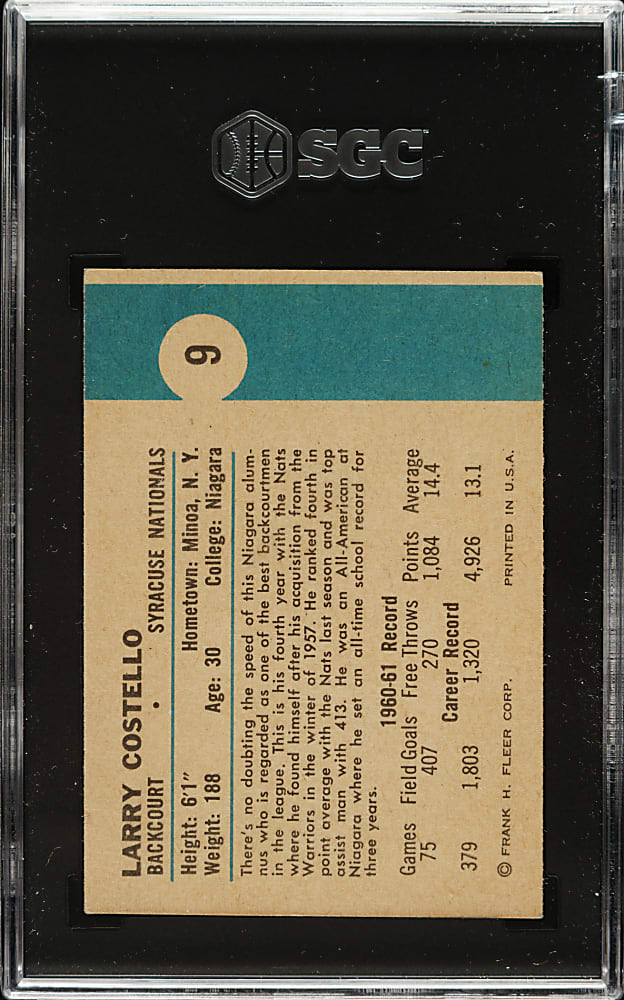 SGC
9
LARRY COSTELLO
BACKCOURT • SYRACUSE NATIONALS
Height: 6'1" Hometown: Minoa, N. Y.
Weight: 188 Age: 30 College: Niagara
There's no doubting the speed of this Niagara alum-
nus who is regarded as one of the best backcourtmen
in the league. This is his fourth year with the Nats
where he found himself after his acquisition from the
Warriors in the winter of 1957. He ranked fourth in
point average with the Nats last season and was top
assist man with 413. He was an All-American at
Niagara where he set an all-time school record for
three years.
1960-61 Record
Games Field Goals Free Throws Points Average
75 407 270 1,084 14.4
Career Record
379 1,803 1,320 4,926 13.1
© FRANK H. FLEER CORP. PRINTED IN U.S.A.